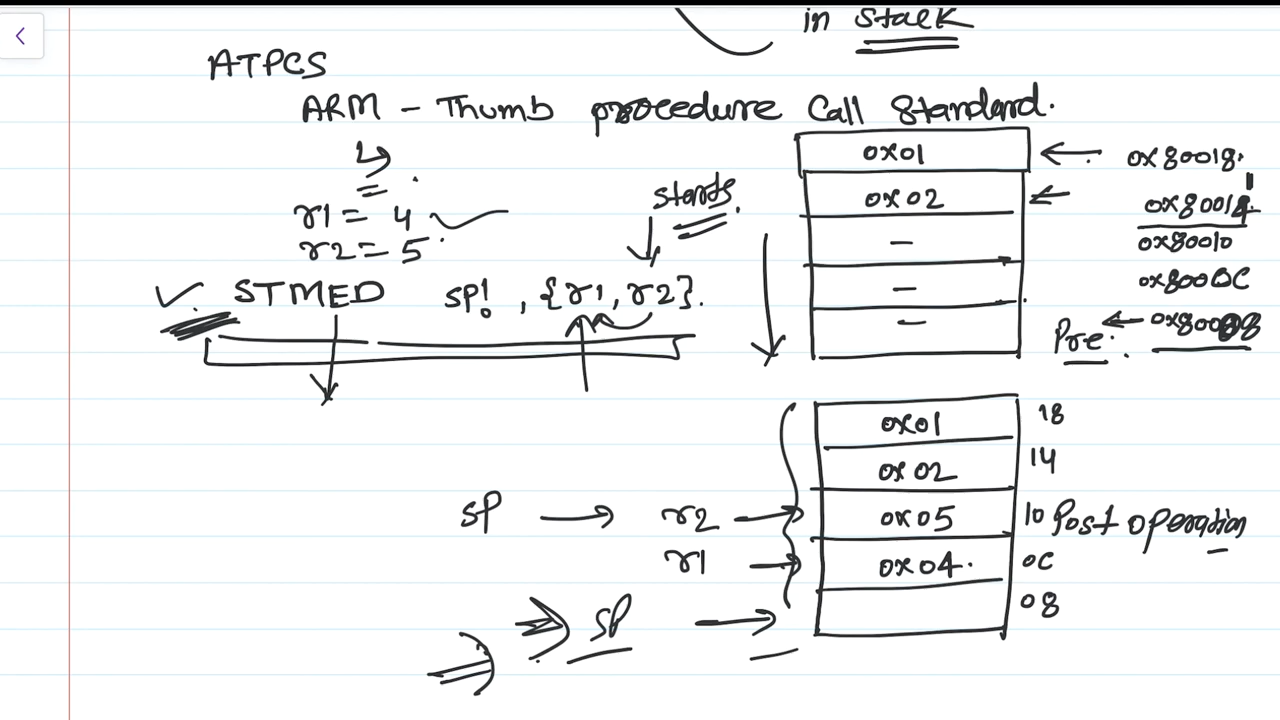 in stack
ATPCS
ARM - Thumb procedure call Standard.
r1 = 4
r2 = 5
STMED sp!, {r1, r2}.
starts.
0x01
0x02
-
-
-
0x80018.
0x80014.
0x80010
0x8000C
0x80008
Pre.
0x01 18
0x02 14
sp r2 0x05 10 Post operation
r1 0x04. 0C
SP 08